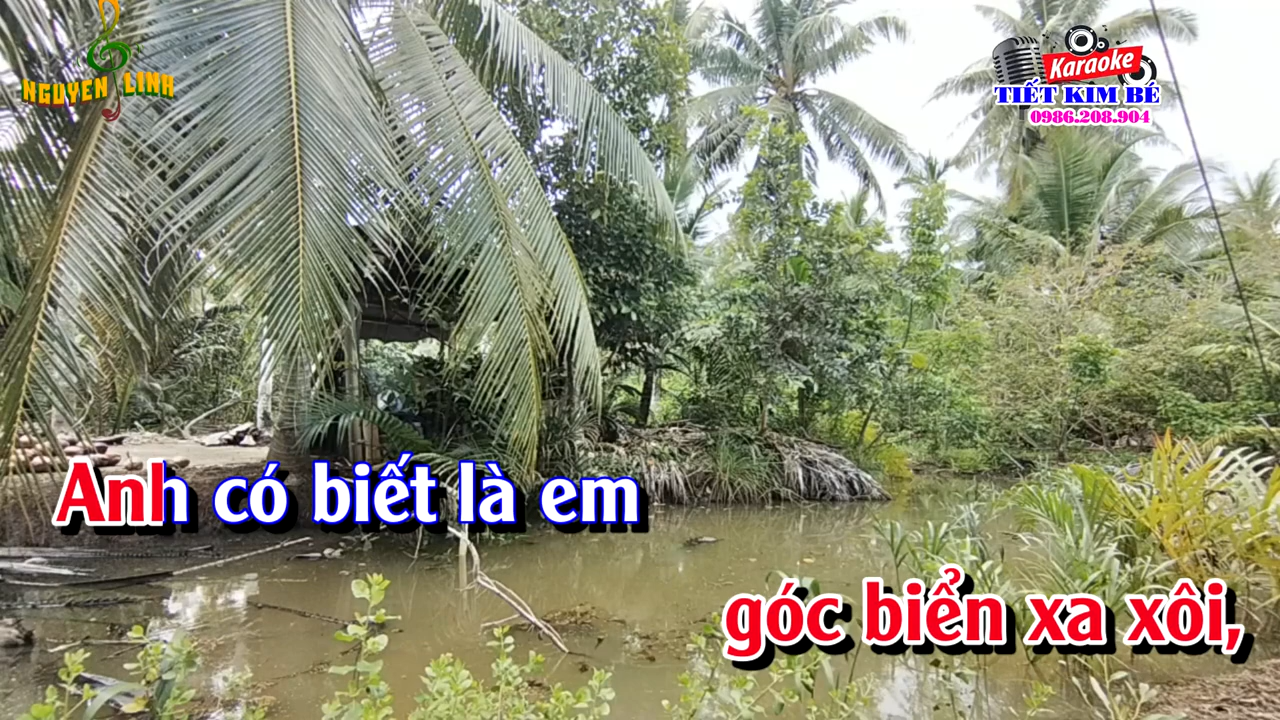 NGUYEN LINH
Karaoke
TIẾT KIM BÉ
0986.208.904
Anh có biết là em
góc biển xa xôi,